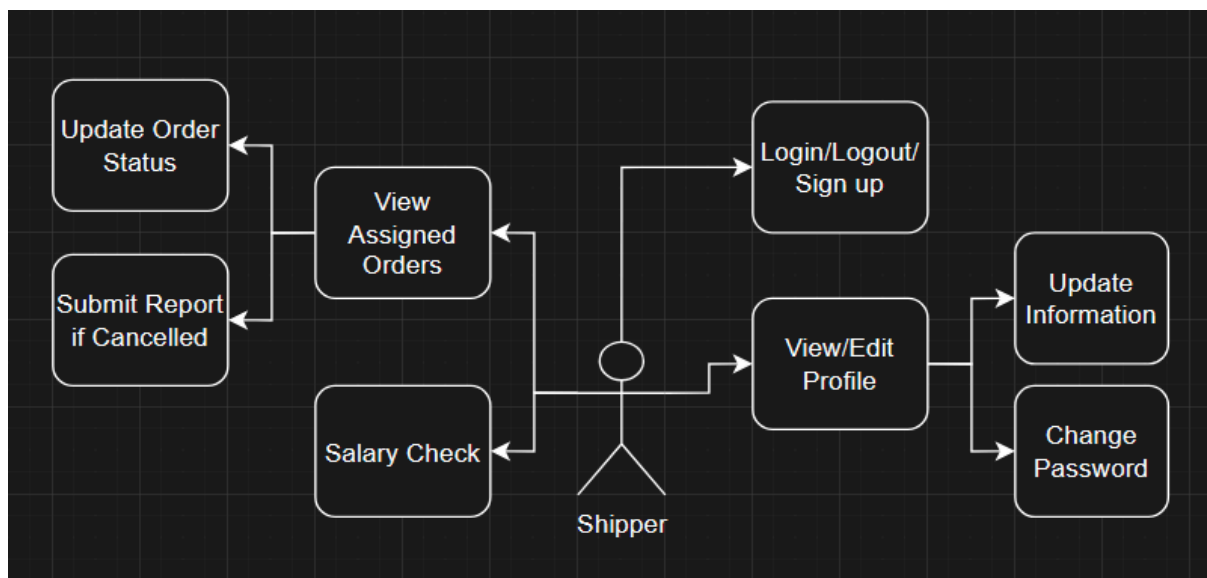 Update Order
Status
View
Assigned
Orders
Submit Report
if Cancelled
Salary Check
Shipper
Login/Logout/
Sign up
View/Edit
Profile
Update
Information
Change
Password